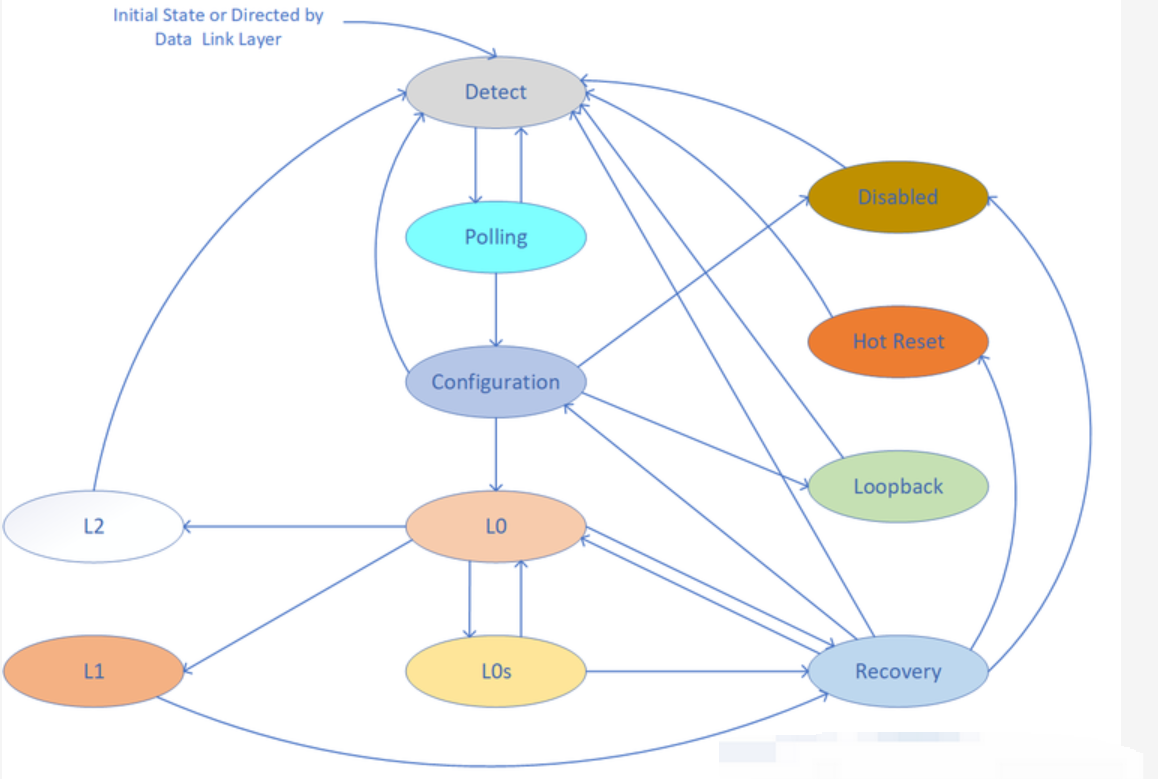 Initial State or Directed by
Data Link Layer
Detect
Disabled
Polling
Hot Reset
Configuration
Loopback
L2
L0
L1
L0s
Recovery